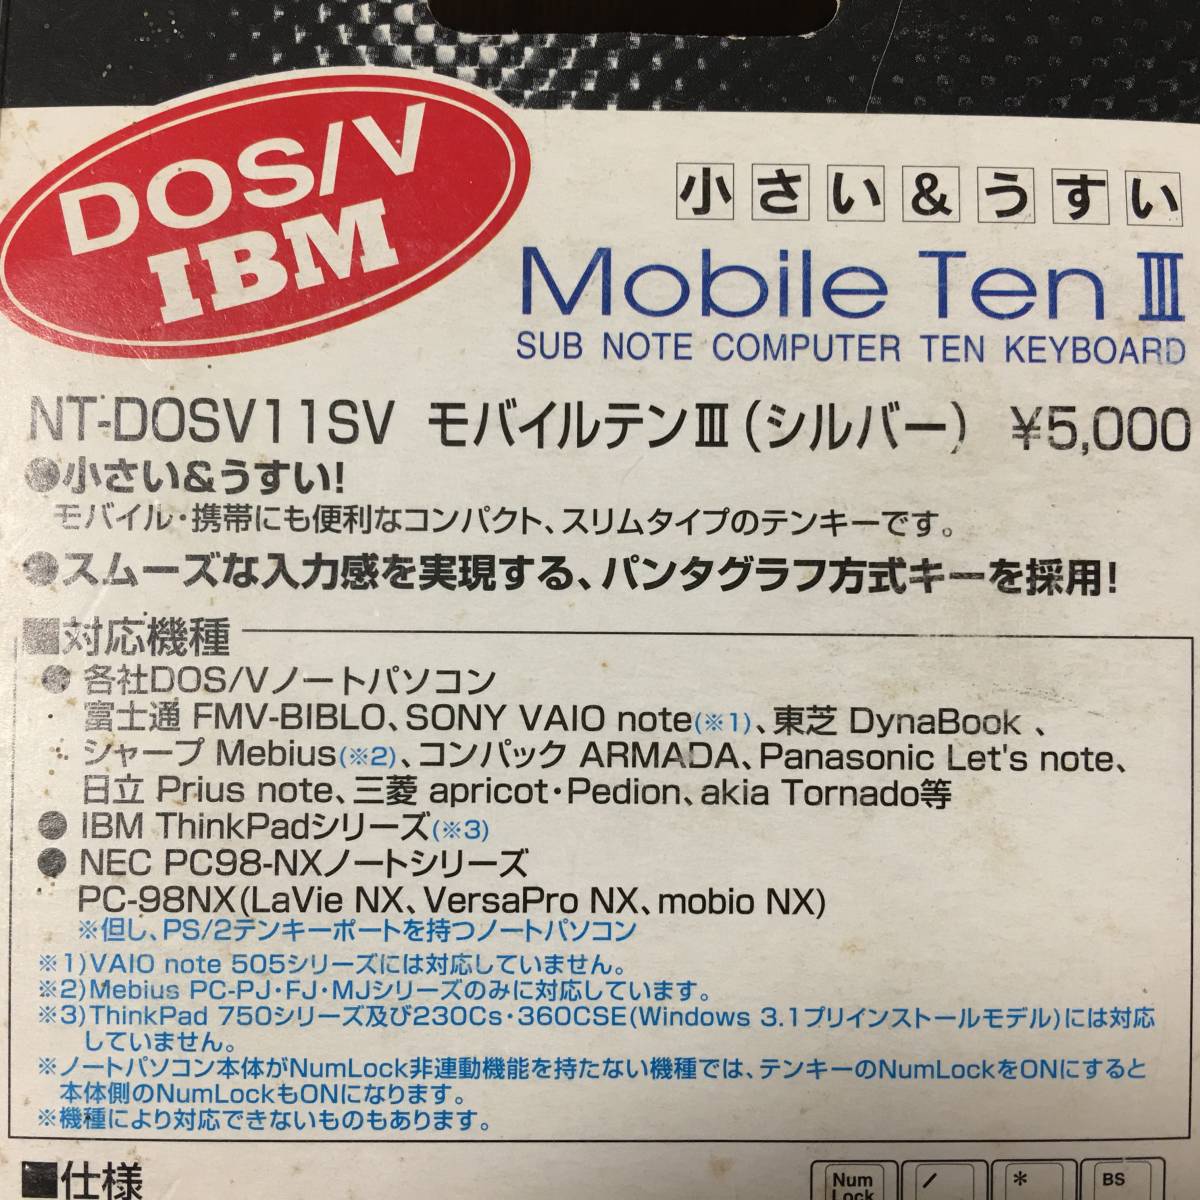 DOS/V
IBM
小さい&うすい
Mobile Ten III
SUB NOTE COMPUTER TEN KEYBOARD
NT-DOSV11SV モバイルテンIII(シルバー) ¥5,000
●小さい&うすい!
モバイル・携帯にも便利なコンパクト、スリムタイプのテンキーです。
●スムーズな入力感を実現する、パンタグラフ方式キーを採用!
■対応機種
● 各社DOS/Vノートパソコン
富士通 FMV-BIBLO、SONY VAIO note(※1)、東芝 DynaBook 、
シャープ Mebius(※2)、コンパック ARMADA、Panasonic Let's note、
日立 Prius note、三菱 apricot・Pedion、akia Tornado等
● IBM ThinkPadシリーズ(※3)
● NEC PC98-NXノートシリーズ
PC-98NX(LaVie NX、VersaPro NX、mobio NX)
※但し、PS/2テンキーポートを持つノートパソコン
※1)VAIO note 505シリーズには対応していません。
※2)Mebius PC-PJ・FJ・MJシリーズのみに対応しています。
※3)ThinkPad 750シリーズ及び230Cs・360CSE(Windows 3.1プリインストールモデル)には対応
していません。
※ノートパソコン本体がNumLock非連動機能を持たない機種では、テンキーのNumLockをONにすると
本体側のNumLockもONになります。
※機種により対応できないものもあります。
■仕様
Num
Lock
/
*
BS